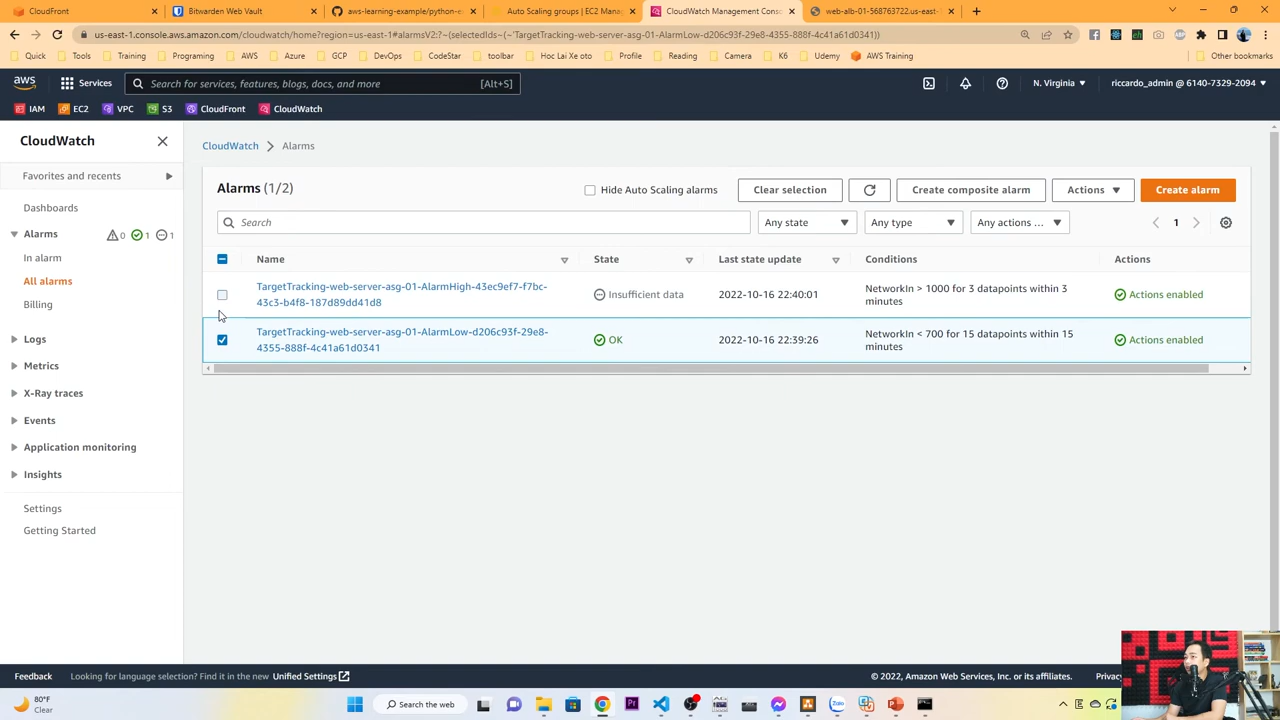 CloudFront
Bitwarden Web Vault
aws-learning-example/python-e
Auto Scaling groups | EC2 Man
CloudWatch Management Cons
web-alb-01-568763722.us-east-1
us-east-1.console.aws.amazon.com/cloudwatch/home?region=us-east-1#alarmsV2:?~(selectedIds~(~'TargetTracking-web-server-asg-01-AlarmLow-d206c93f-29e8-4355-888f-4c41a61d0341))
Quick
Tools
Training
Programing
AWS
Azure
GCP
DevOps
CodeStar
toolbar
Hoc Lai Xe oto
Profile
Reading
Camera
K6
Udemy
AWS Training
Other bookmarks
aws
Services
Search for services, features, blogs, docs, and more
[Alt+S]
N. Virginia
riccardo_admin @ 6140-7329-2094
IAM
EC2
VPC
S3
CloudFront
CloudWatch
CloudWatch
Favorites and recents
Dashboards
Alarms
0
1
1
In alarm
All alarms
Billing
Logs
Metrics
X-Ray traces
Events
Application monitoring
Insights
Settings
Getting Started
CloudWatch
Alarms
Alarms (1/2)
Hide Auto Scaling alarms
Clear selection
Create composite alarm
Actions
Create alarm
Search
Any state
Any type
Any actions ...
1
Name
State
Last state update
Conditions
Actions
TargetTracking-web-server-asg-01-AlarmHigh-43ec9ef7-f7bc-
43c3-b4f8-187d89dd41d8
Insufficient data
2022-10-16 22:40:01
NetworkIn > 1000 for 3 datapoints within 3
minutes
Actions enabled
TargetTracking-web-server-asg-01-AlarmLow-d206c93f-29e8-
4355-888f-4c41a61d0341
OK
2022-10-16 22:39:26
NetworkIn < 700 for 15 datapoints within 15
minutes
Actions enabled
Feedback
Looking for language selection? Find it in the new Unified Settings
© 2022, Amazon Web Services, Inc. or its affiliates.
Privac
80°F
Clear
Search the web